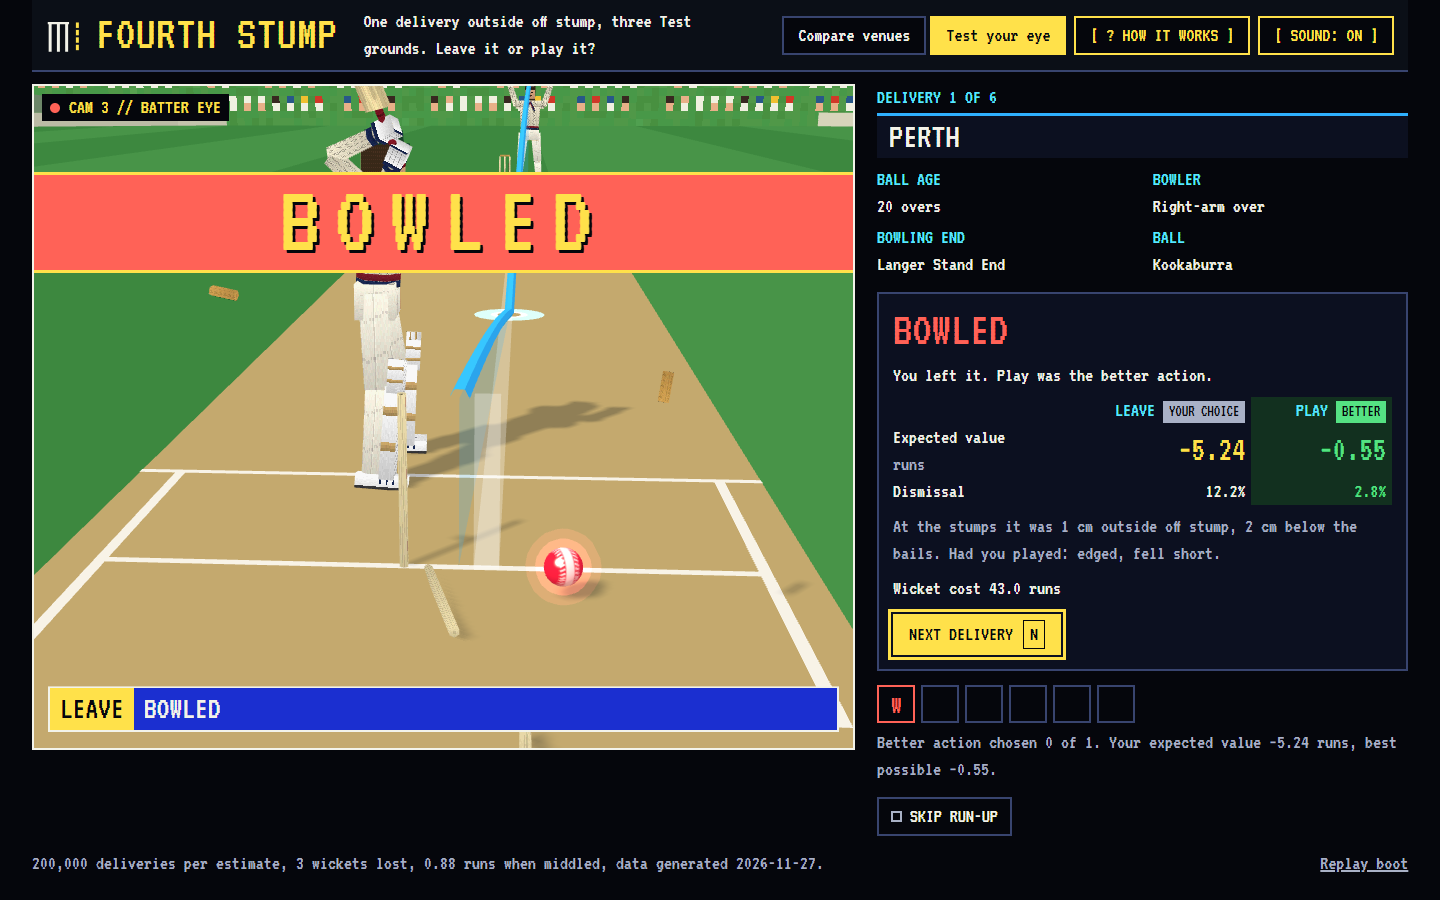 FOURTH STUMP
One delivery outside off stump, three Test
grounds. Leave it or play it?
Compare venues
Test your eye
[ ? HOW IT WORKS ]
[ SOUND: ON ]
CAM 3 // BATTER EYE
BOWLED
LEAVE BOWLED
DELIVERY 1 OF 6
PERTH
BALL AGE
BOWLER
20 overs
Right-arm over
BOWLING END
BALL
Langer Stand End
Kookaburra
BOWLED
You left it. Play was the better action.
LEAVE YOUR CHOICE PLAY BETTER
Expected value
runs
-5.24 -0.55
Dismissal 12.2% 2.8%
At the stumps it was 1 cm outside off stump, 2 cm below the
bails. Had you played: edged, fell short.
Wicket cost 43.0 runs
NEXT DELIVERY N
W
Better action chosen 0 of 1. Your expected value -5.24 runs, best
possible -0.55.
SKIP RUN-UP
200,000 deliveries per estimate, 3 wickets lost, 0.88 runs when middled, data generated 2026-11-27.
Replay boot